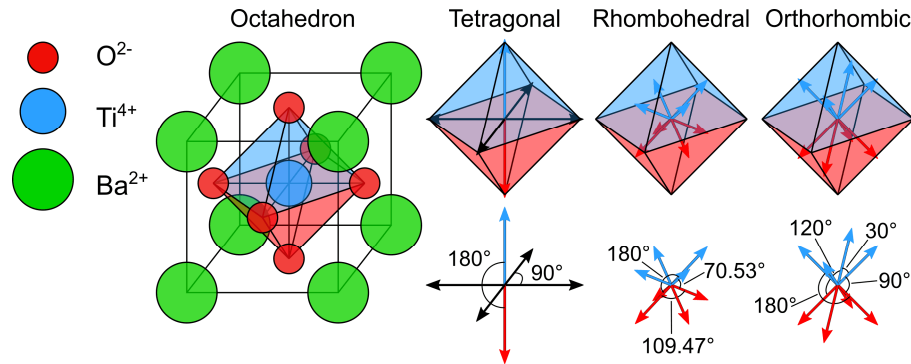 Octahedron
Tetragonal
Rhombohedral
Orthorhombic
O²⁻
Ti⁴⁺
Ba²⁺
180°
90°
180°
70.53°
109.47°
120°
30°
180°
90°